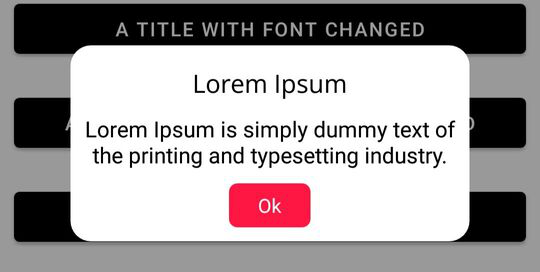 A TITLE WITH FONT CHANGED
Lorem Ipsum
Lorem Ipsum is simply dummy text of
the printing and typesetting industry.
Ok